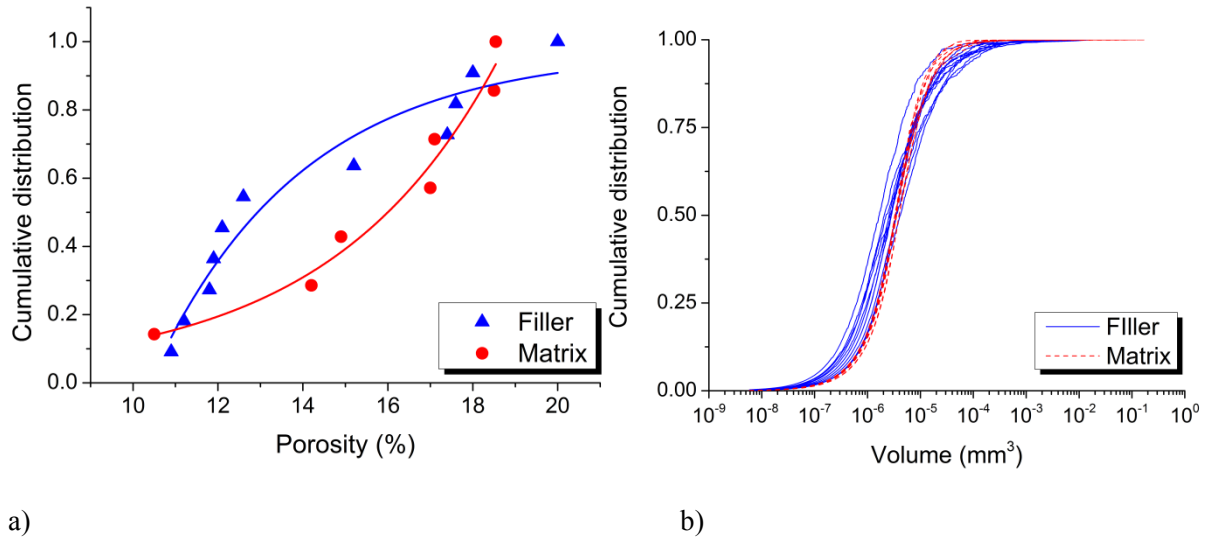 Cumulative distribution
1.0
0.8
0.6
0.4
0.2
0.0
10
12
14
16
18
20
Porosity (%)
Filler
Matrix
a)
Cumulative distribution
1.00
0.75
0.50
0.25
0.00
10⁻⁹
10⁻⁸
10⁻⁷
10⁻⁶
10⁻⁵
10⁻⁴
10⁻³
10⁻²
10⁻¹
10⁰
Volume (mm³)
FIller
Matrix
b)